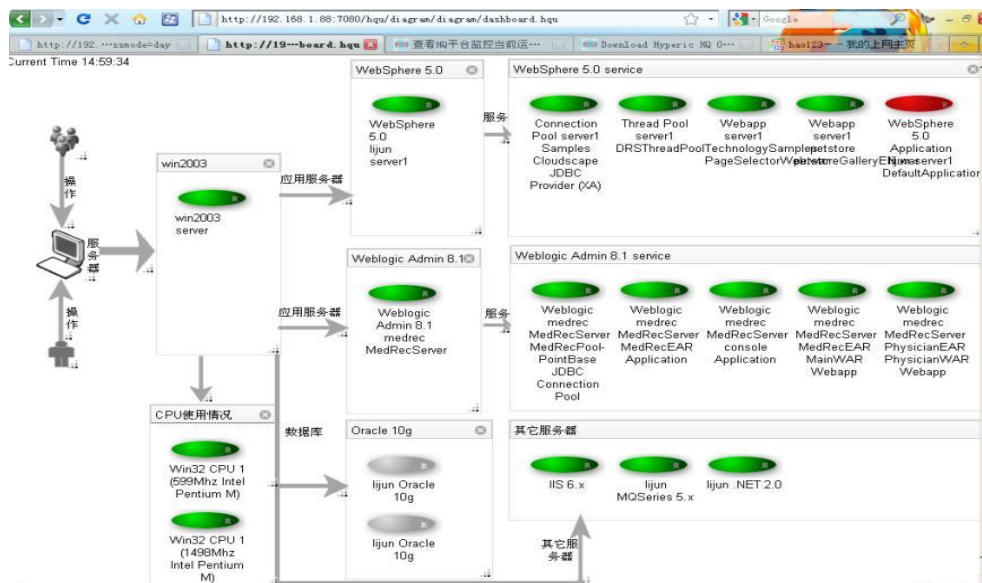 http://192.168.1.88:7080/hqu/diagram/diagram/dashboard.hqu
Google
http://192.···ssmode=day
http://19···board.hqu
查看HQ平台监控当前运···
Download Hyperic HQ O···
hao123--我的上网主页
Current Time 14:59:34
操作
服务器
操作
win2003
win2003
server
应用服务器
应用服务器
数据库
其它服务器
CPU使用情况
Win32 CPU 1
(599Mhz Intel
Pentium M)
Win32 CPU 1
(1498Mhz
Intel Pentium
M)
WebSphere 5.0
WebSphere
5.0
lijun
server1
服务
WebSphere 5.0 service
Connection
Pool server1
Samples
Cloudscape
JDBC
Provider (XA)
Thread Pool
server1
DRSThreadPool
Webapp
server1
TechnologySamples
PageSelectorWeb.war
Webapp
server1
petstore
WebSphere
5.0
Application
server1
DefaultApplication
Weblogic Admin 8.1
Weblogic
Admin 8.1
medrec
MedRecServer
服务
Weblogic Admin 8.1 service
Weblogic
medrec
MedRecServer
MedRecPool-
PointBase
JDBC
Connection
Pool
Weblogic
medrec
MedRecServer
MedRecEAR
Application
Weblogic
medrec
MedRecServer
console
Application
Weblogic
medrec
MedRecServer
MedRecEAR
MainWAR
Webapp
Weblogic
medrec
MedRecServer
PhysicianEAR
PhysicianWAR
Webapp
Oracle 10g
lijun Oracle
10g
lijun Oracle
10g
其它服务器
IIS 6.x
lijun
MQSeries 5.x
lijun .NET 2.0